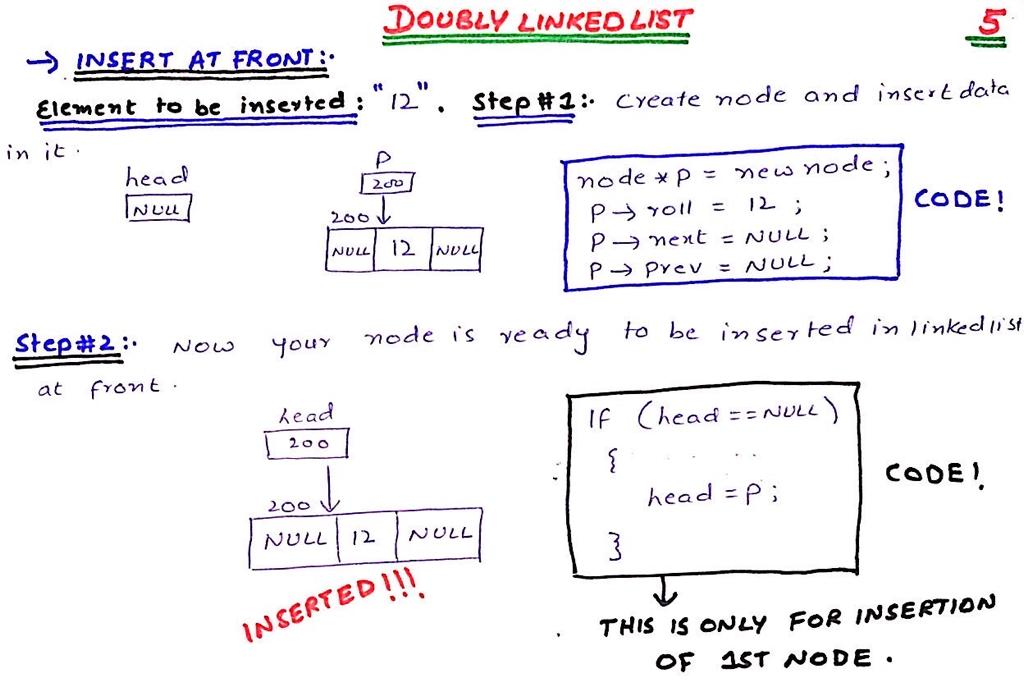 DOUBLY LINKED LIST
5
→ INSERT AT FRONT:-
Element to be inserted: "12". Step#1:- Create node and insert data
in it.
head
NULL
P
200
200
NULL 12 NULL
node *p = new node;
P→roll = 12;
P→next = NULL;
P→prev = NULL;
CODE!
Step#2:- Now your node is ready to be inserted in linked list
at front.
head
200
200
NULL 12 NULL
INSERTED!!!
IF (head == NULL)
{
head = P;
}
CODE!
THIS IS ONLY FOR INSERTION
OF 1ST NODE.